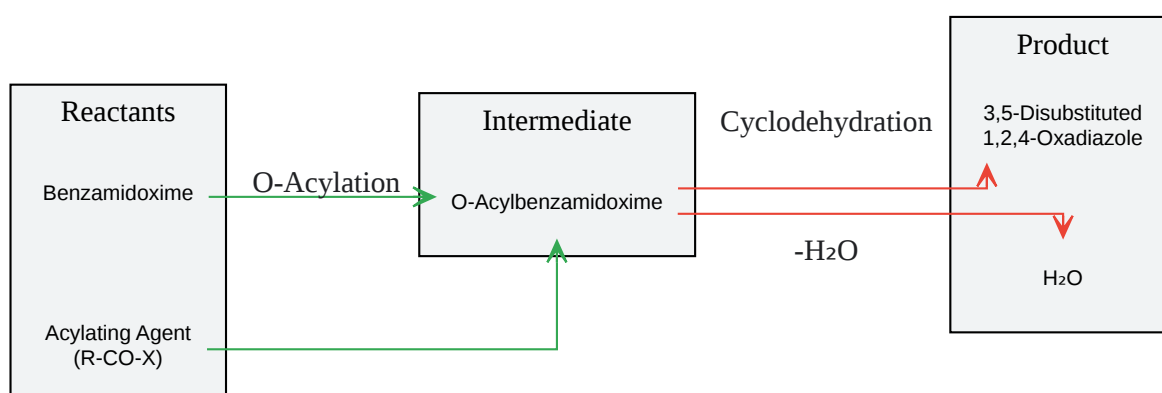 Reactants
Benzamidoxime
Acylating Agent
(R-CO-X)
O-Acylation
Intermediate
O-Acylbenzamidoxime
Cyclodehydration
-H₂O
Product
3,5-Disubstituted
1,2,4-Oxadiazole
H₂O